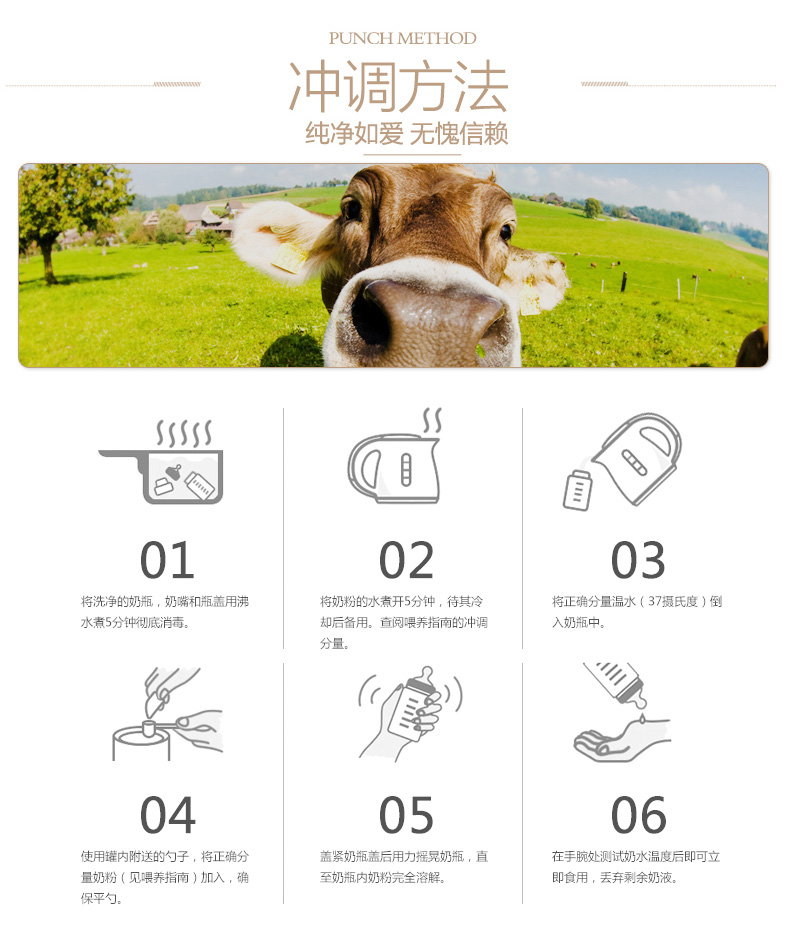 PUNCH METHOD
冲调方法
纯净如爱 无愧信赖
01
将洗净的奶瓶，奶嘴和瓶盖用沸
水煮5分钟彻底消毒。
02
将奶粉的水煮开5分钟，待其冷
却后备用。查阅喂养指南的冲调
分量。
03
将正确分量温水（37摄氏度）倒
入奶瓶中。
04
使用罐内附送的勺子，将正确分
量奶粉（见喂养指南）加入，确
保平勺。
05
盖紧奶瓶盖后用力摇晃奶瓶，直
至奶瓶内奶粉完全溶解。
06
在手腕处测试奶水温度后即可立
即食用，丢弃剩余奶液。